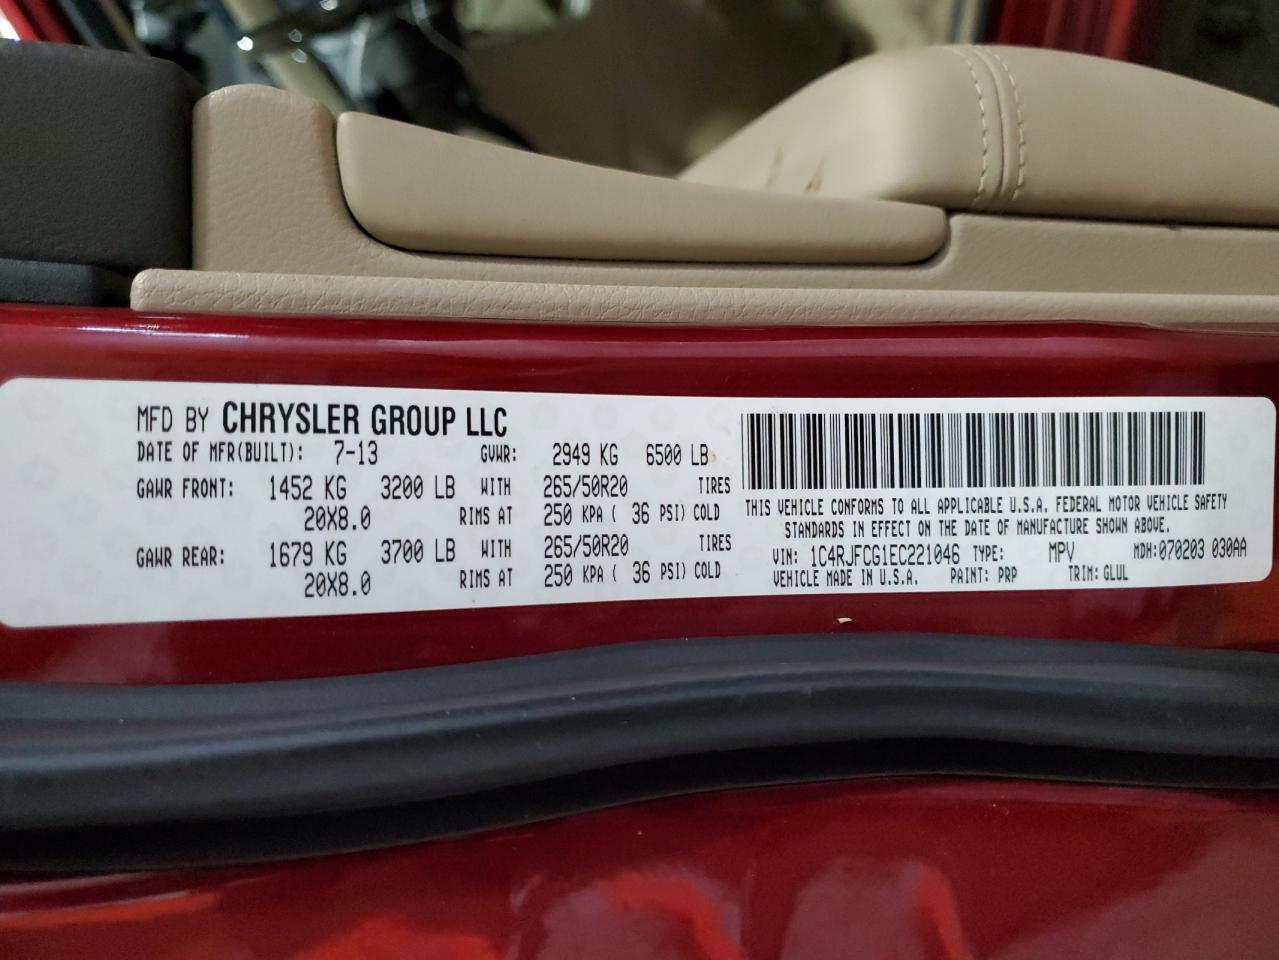 MFD BY CHRYSLER GROUP LLC
DATE OF MFR(BUILT): 7-13 GVWR: 2949 KG 6500 LB
GAWR FRONT: 1452 KG 3200 LB WITH 265/50R20 TIRES
20X8.0 RIMS AT 250 KPA ( 36 PSI) COLD
GAWR REAR: 1679 KG 3700 LB WITH 265/50R20 TIRES
20X8.0 RIMS AT 250 KPA ( 36 PSI) COLD
THIS VEHICLE CONFORMS TO ALL APPLICABLE U.S.A. FEDERAL MOTOR VEHICLE SAFETY
STANDARDS IN EFFECT ON THE DATE OF MANUFACTURE SHOWN ABOVE.
VIN: 1C4RJFCG1EC221046 TYPE: MPV MDH:070203 030AA
VEHICLE MADE IN U.S.A. PAINT: PRP TRIM: GLUL